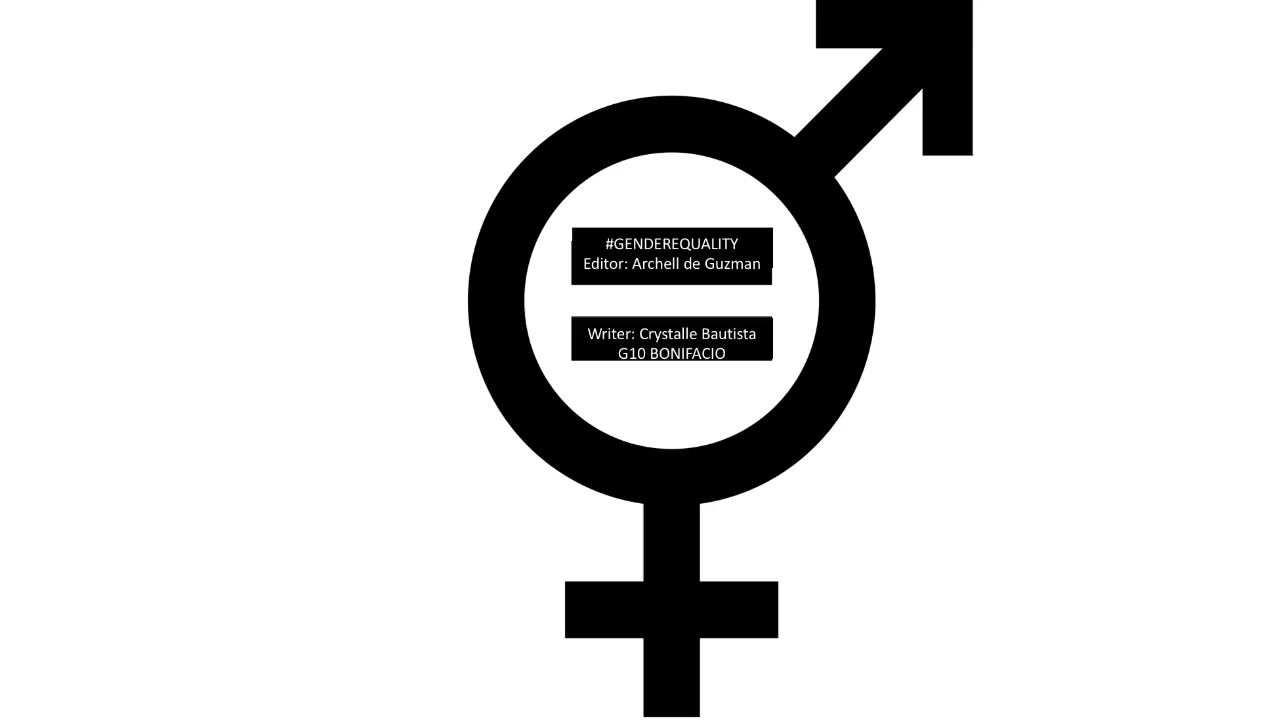 #GENDEREQUALITY
Editor: Archell de Guzman
Writer: Crystalle Bautista
G10 BONIFACIO